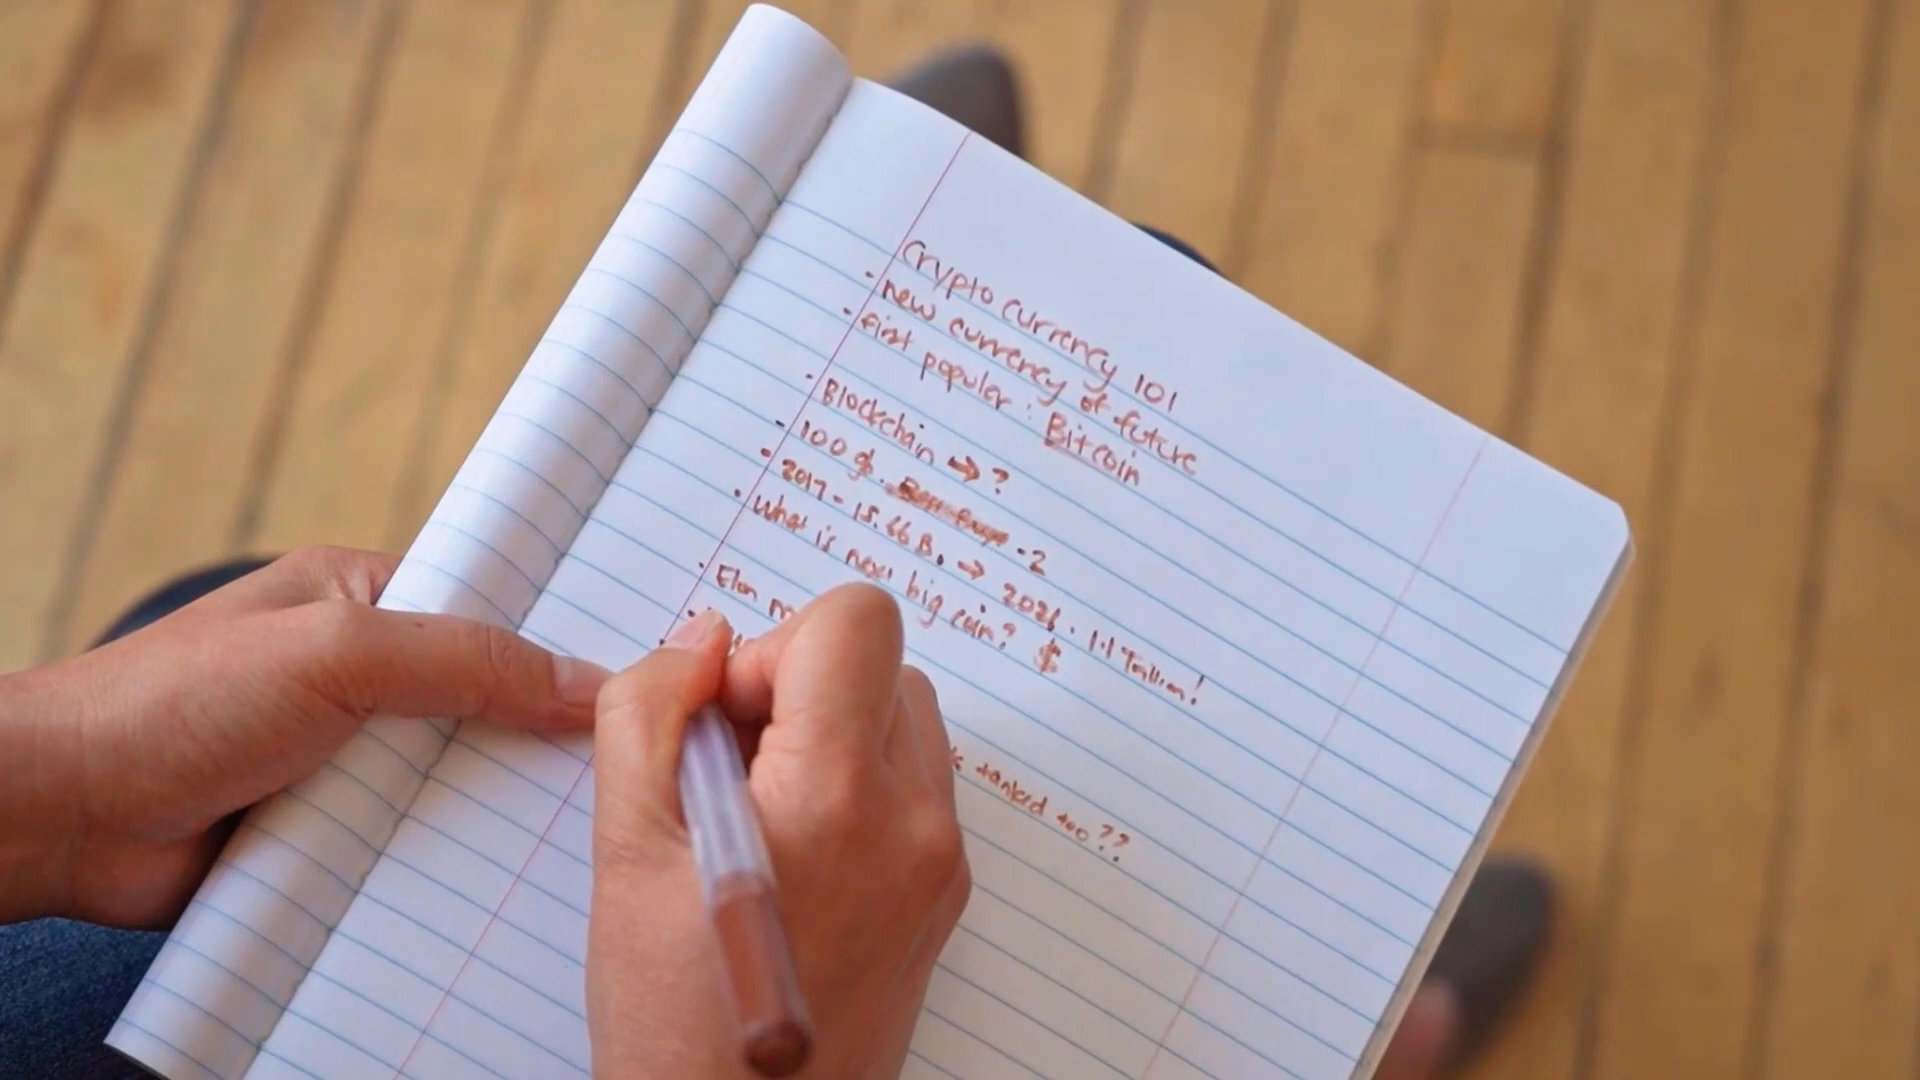 Crypto Currency 101
• new currency of future
• first popular : Bitcoin
• Blockchain → ?
• 100 $. -2
• 2017 - 15.66 B. → 2021. 1.1 Trillion!
• What is next big coin? $
• Elon
tanked too??